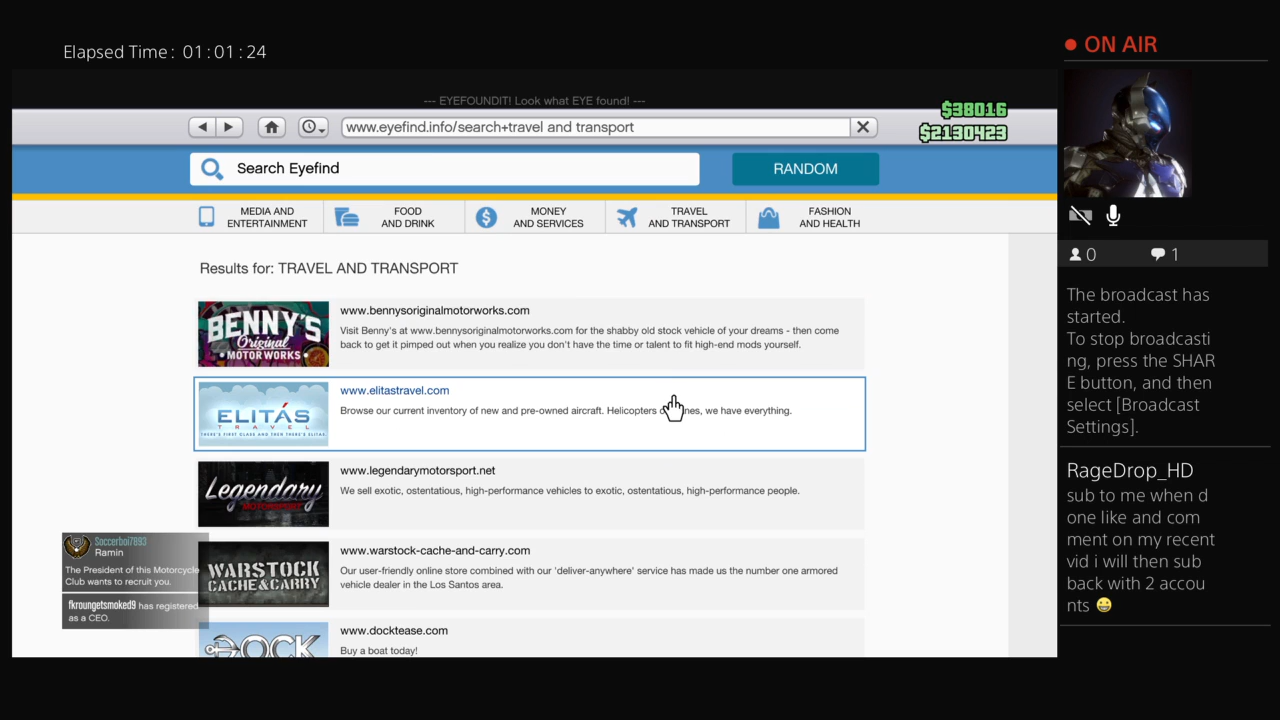 Elapsed Time: 01:01:24
ON AIR
--- EYEFOUNDIT! Look what EYE found! ---
www.eyefind.info/search+travel and transport
$38016
$2130423
Search Eyefind
RANDOM
MEDIA AND
ENTERTAINMENT
FOOD
AND DRINK
MONEY
AND SERVICES
TRAVEL
AND TRANSPORT
FASHION
AND HEALTH
Results for: TRAVEL AND TRANSPORT
BENNY'S
Original
MOTOR WORKS
www.bennysoriginalmotorworks.com
Visit Benny's at www.bennysoriginalmotorworks.com for the shabby old stock vehicle of your dreams - then come
back to get it pimped out when you realize you don't have the time or talent to fit high-end mods yourself.
ELITÁS
TRAVEL
THERE'S FIRST CLASS AND THEN THERE'S ELITAS
www.elitastravel.com
Browse our current inventory of new and pre-owned aircraft. Helicopters nes, we have everything.
Legendary
MOTORSPORT
www.legendarymotorsport.net
We sell exotic, ostentatious, high-performance vehicles to exotic, ostentatious, high-performance people.
WARSTOCK
CACHE & CARRY
www.warstock-cache-and-carry.com
Our user-friendly online store combined with our 'deliver-anywhere' service has made us the number one armored
vehicle dealer in the Los Santos area.
DOCK
www.docktease.com
Buy a boat today!
Soccerboi7893
Ramin
The President of this Motorcycle
Club wants to recruit you.
fkroungetsmoked9 has registered
as a CEO.
0
1
The broadcast has
started.
To stop broadcasti
ng, press the SHAR
E button, and then
select [Broadcast
Settings].
RageDrop_HD
sub to me when d
one like and com
ment on my recent
vid i will then sub
back with 2 accou
nts 😀